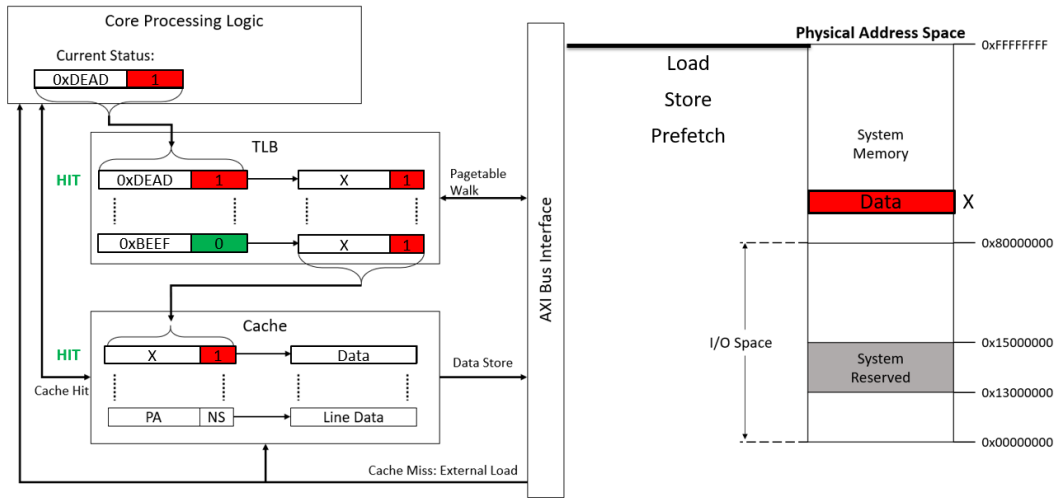 Core Processing Logic
Current Status:
0xDEAD 1
TLB
HIT
0xDEAD 1
X 1
0xBEEF 0
X 1
Pagetable
Walk
Cache
HIT
X 1
Data
Cache Hit
PA NS
Line Data
Data Store
Cache Miss: External Load
AXI Bus Interface
Load
Store
Prefetch
Physical Address Space
0xFFFFFFFF
System
Memory
Data X
0x80000000
I/O Space
0x15000000
System
Reserved
0x13000000
0x00000000